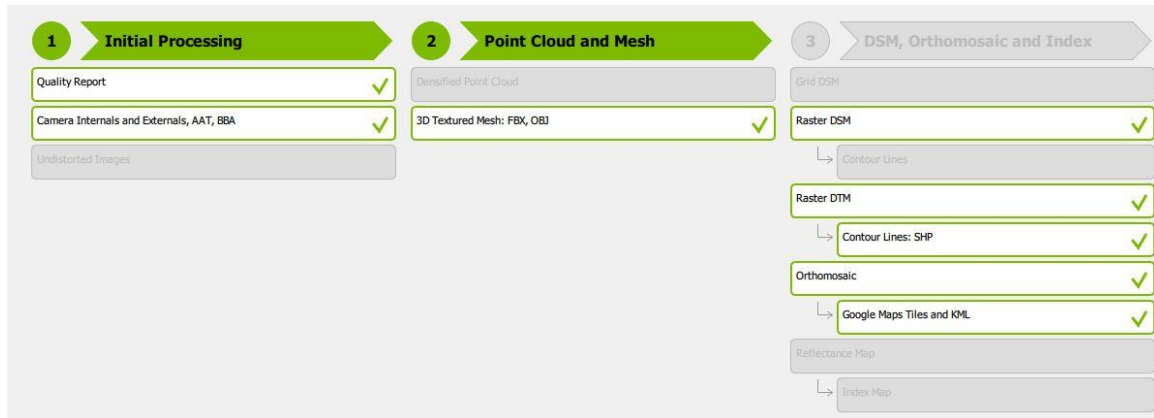 1 Initial Processing
Quality Report
Camera Internals and Externals, AAT, BBA
Undistorted Images
2 Point Cloud and Mesh
Densified Point Cloud
3D Textured Mesh: FBX, OBJ
3 DSM, Orthomosaic and Index
Grid DSM
Raster DSM
Contour Lines
Raster DTM
Contour Lines: SHP
Orthomosaic
Google Maps Tiles and KML
Reflectance Map
Index Map